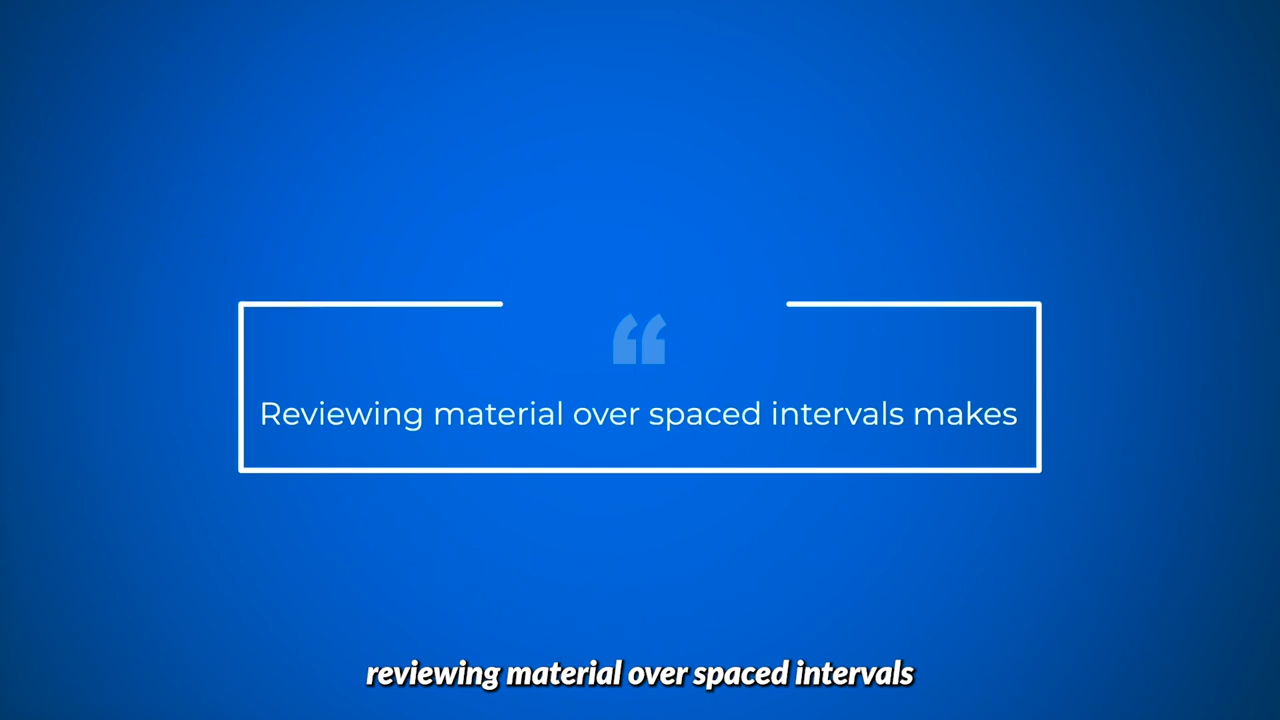 “
Reviewing material over spaced intervals makes
reviewing material over spaced intervals